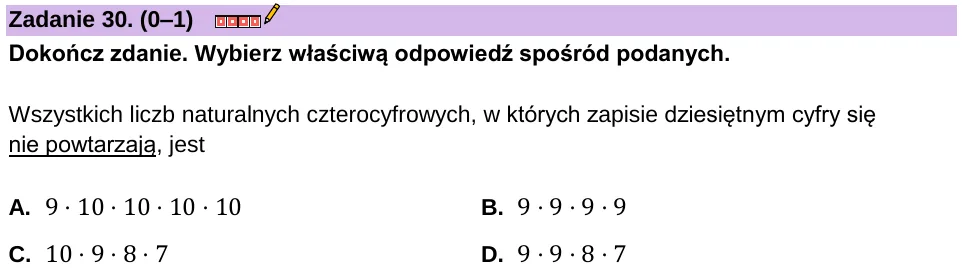 Zadanie 30. (0–1)
Dokończ zdanie. Wybierz właściwą odpowiedź spośród podanych.
Wszystkich liczb naturalnych czterocyfrowych, w których zapisie dziesiętnym cyfry się
nie powtarzają, jest
A. 9 · 10 · 10 · 10 · 10 B. 9 · 9 · 9 · 9
C. 10 · 9 · 8 · 7 D. 9 · 9 · 8 · 7